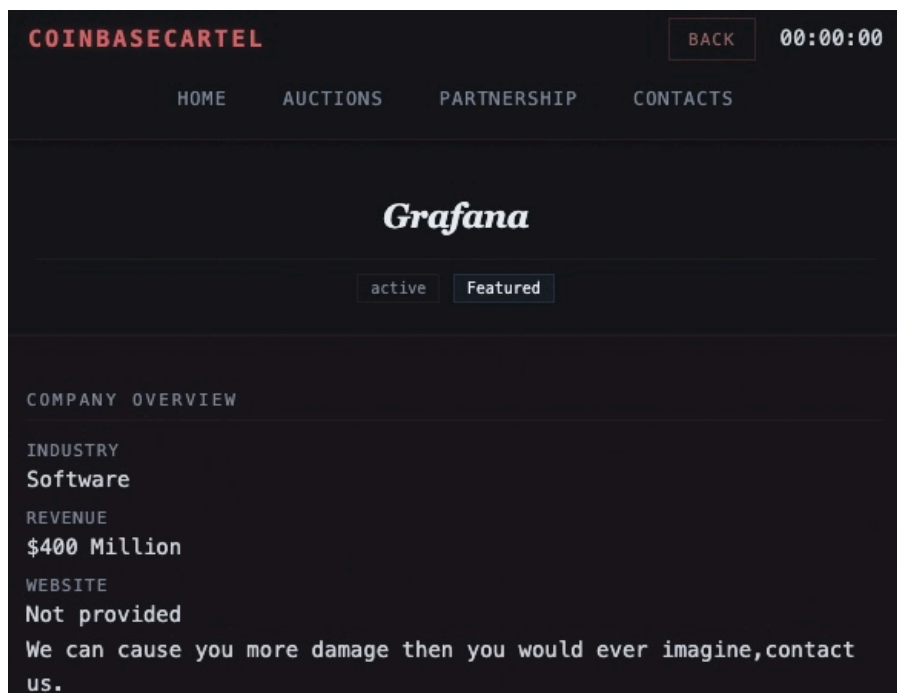 COINBASECARTEL
BACK
00:00:00
HOME
AUCTIONS
PARTNERSHIP
CONTACTS
Grafana
active
Featured
COMPANY OVERVIEW
INDUSTRY
Software
REVENUE
$400 Million
WEBSITE
Not provided
We can cause you more damage then you would ever imagine,contact
us.